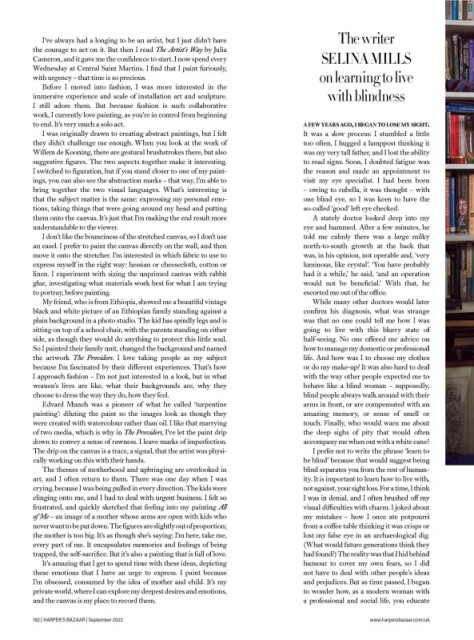 I've always had a longing to be an artist, but I just didn't have
the courage to act on it. But then I read The Artist's Way by Julia
Cameron, and it gave me the confidence to start. I now spend every
Wednesday at Central Saint Martins. I find that I paint furiously,
with urgency – that time is so precious.
Before I moved into fashion, I was more interested in the
immersive experience and scale of installation art and sculpture.
I still adore them. But because fashion is such collaborative
work, I currently love painting, as you're in control from beginning
to end. It's very much a solo act.
I was originally drawn to creating abstract paintings, but I felt
they didn't challenge me enough. When you look at the work of
Willem de Kooning, there are gestural brushstrokes there, but also
suggestive figures. The two aspects together make it interesting.
I switched to figuration, but if you stand closer to one of my paint-
ings, you can also see the abstraction marks – that way, I'm able to
bring together the two visual languages. What's interesting is
that the subject matter is the same: expressing my personal emo-
tions, taking things that were going around my head and putting
them onto the canvas. It's just that I'm making the end result more
understandable to the viewer.
I don't like the bounciness of the stretched canvas, so I don't use
an easel. I prefer to paint the canvas directly on the wall, and then
move it onto the stretcher. I'm interested in which fabric to use to
express myself in the right way: hessian or cheesecloth, cotton or
linen. I experiment with sizing the unprimed canvas with rabbit
glue, investigating what materials work best for what I am trying
to portray, before painting.
My friend, who is from Ethiopia, showed me a beautiful vintage
black and white picture of an Ethiopian family standing against a
plain background in a photo studio. The kid has spindly legs and is
sitting on top of a school chair, with the parents standing on either
side, as though they would do anything to protect this little soul.
So I painted their family unit, changed the background and named
the artwork The Providers. I love taking people as my subject
because I'm fascinated by their different experiences. That's how
I approach fashion – I'm not just interested in a look, but in what
women's lives are like, what their backgrounds are, why they
choose to dress the way they do, how they feel.
Edvard Munch was a pioneer of what he called 'turpentine
painting': diluting the paint so the images look as though they
were created with watercolour rather than oil. I like that marrying
of two media, which is why in The Providers, I've let the paint drip
down to convey a sense of rawness. I leave marks of imperfection.
The drip on the canvas is a trace, a signal, that the artist was physi-
cally working on this with their hands.
The themes of motherhood and upbringing are overlooked in
art, and I often return to them. There was one day when I was
crying, because I was being pulled in every direction. The kids were
clinging onto me, and I had to deal with urgent business. I felt so
frustrated, and quickly sketched that feeling into my painting All
of Me – an image of a mother whose arms are open with kids who
never want to be put down. The figures are slightly out of proportion;
the mother is too big. It's as though she's saying: I'm here, take me,
every part of me. It encapsulates memories and feelings of being
trapped, the self-sacrifice. But it's also a painting that is full of love.
It's amazing that I get to spend time with these ideas, depicting
these emotions that I have an urge to express. I paint because
I'm obsessed, consumed by the idea of mother and child. It's my
private world, where I can explore my deepest desires and emotions,
and the canvas is my place to record them.
192 | HARPER'S BAZAAR | September 2023
The writer
SELINA MILLS
on learning to live
with blindness
A FEW YEARS AGO, I BEGAN TO LOSE MY SIGHT.
It was a slow process: I stumbled a little
too often, I hugged a lamppost thinking it
was my very tall father, and I lost the ability
to read signs. Soon, I doubted fatigue was
the reason and made an appointment to
visit my eye specialist. I had been born
– owing to rubella, it was thought – with
one blind eye, so I was keen to have the
so-called 'good' left eye checked.
A stately doctor looked deep into my
eye and hummed. After a few minutes, he
told me calmly there was a large milky
north-to-south growth at the back that
was, in his opinion, not operable and, 'very
luminous, like crystal'. 'You have probably
had it a while,' he said, 'and an operation
would not be beneficial.' With that, he
escorted me out of the office.
While many other doctors would later
confirm his diagnosis, what was strange
was that no one could tell me how I was
going to live with this blurry state of
half-seeing. No one offered me advice on
how to manage my domestic or professional
life. And how was I to choose my clothes
or do my make-up? It was also hard to deal
with the way other people expected me to
behave like a blind woman – supposedly,
blind people always walk around with their
arms in front, or are compensated with an
amazing memory, or sense of smell or
touch. Finally, who would warn me about
the deep sighs of pity that would often
accompany me when out with a white cane?
I prefer not to write the phrase 'learn to
be blind' because that would suggest being
blind separates you from the rest of human-
ity. It is important to learn how to live with,
not against, your sight loss. For a time, I think
I was in denial, and I often brushed off my
visual difficulties with charm. I joked about
my mistakes – how I once ate potpourri
from a coffee table thinking it was crisps or
lost my false eye in an archaeological dig.
(What would future generations think they
had found?) The reality was that I hid behind
humour to cover my own fears, so I did
not have to deal with other people's ideas
and prejudices. But as time passed, I began
to wonder how, as a modern woman with
a professional and social life, you educate
www.harpersbazaar.com/uk